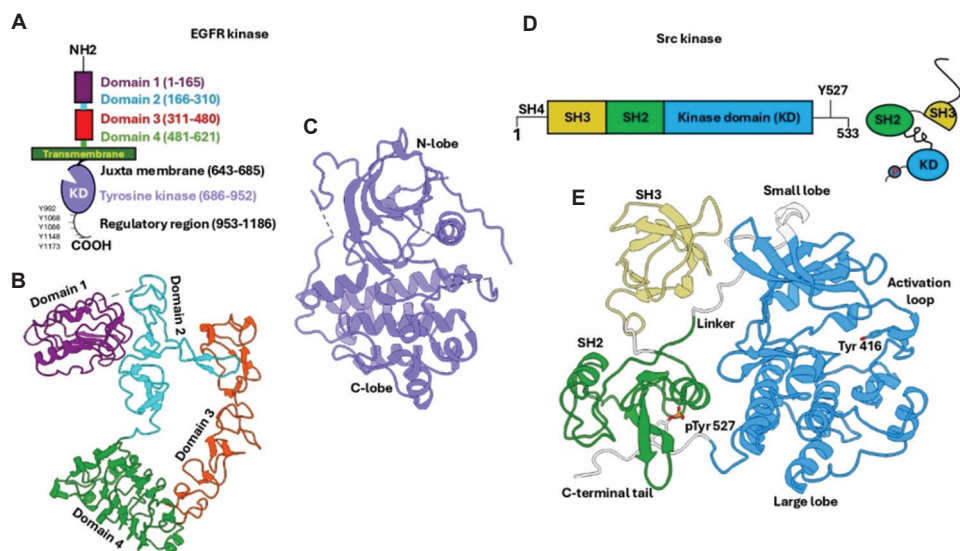 A
EGFR kinase
NH2
Domain 1 (1-165)
Domain 2 (166-310)
Domain 3 (311-480)
Domain 4 (481-621)
Transmembrane
Juxta membrane (643-685)
KD
Tyrosine kinase (686-952)
Y992
Y1068
Y1086
Y1148
Y1173
Regulatory region (953-1186)
COOH
B
Domain 1
Domain 2
Domain 3
Domain 4
C
N-lobe
C-lobe
D
Src kinase
SH4
1
SH3
SH2
Kinase domain (KD)
Y527
533
SH2
SH3
KD
P
E
SH3
Small lobe
Activation
loop
Linker
Tyr 416
SH2
pTyr 527
C-terminal tail
Large lobe